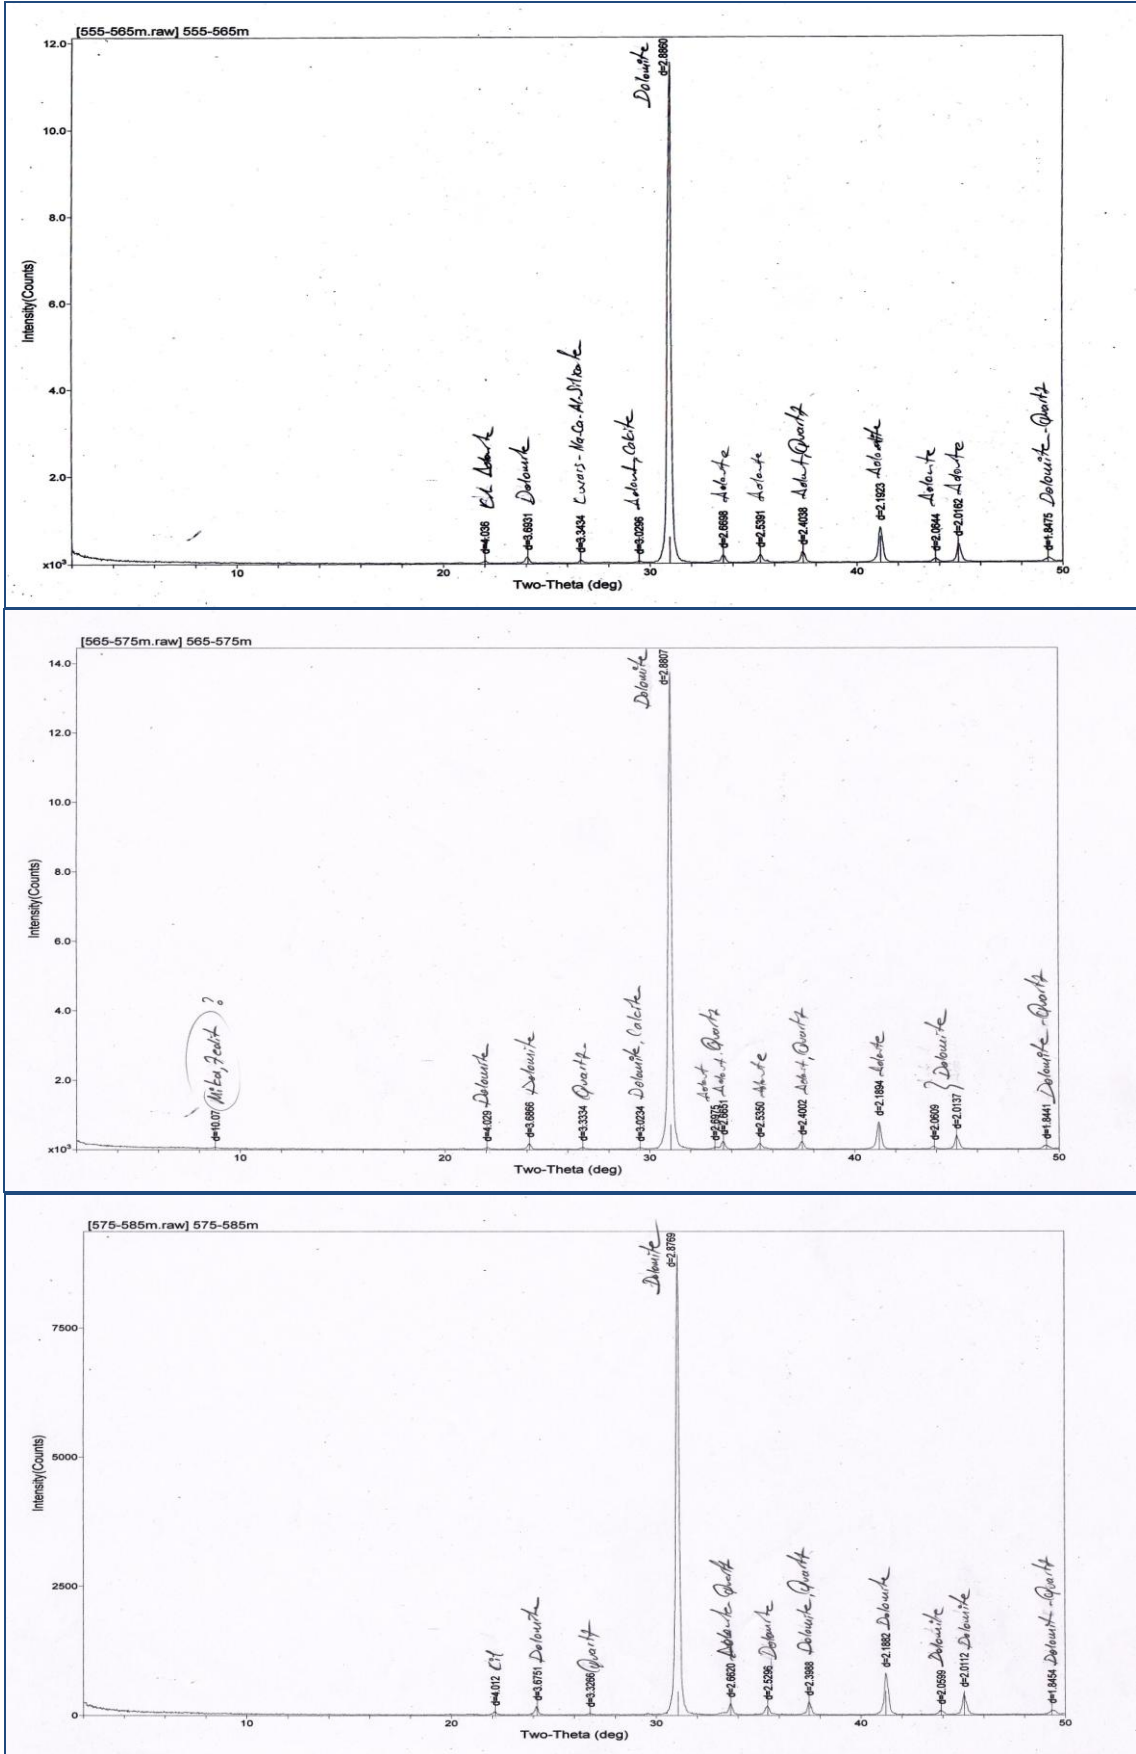 [555-565m.raw] 555-565m
Intensity(Counts)
12.0
10.0
8.0
6.0
4.0
2.0
x10³
d=4.036
d=3.6931 Dolomite
d=3.3434
d=3.0296 Calcite
Dolomite d=2.8860
d=2.6698
d=2.5391
d=2.4038 Quartz
d=2.1923
d=2.0644
d=2.0162
d=1.8475 Dolomite-Quartz
10 20 30 40 50
Two-Theta (deg)
[565-575m.raw] 565-575m
Intensity(Counts)
14.0
12.0
10.0
8.0
6.0
4.0
2.0
x10³
d=10.07 ?
d=4.029 Dolomite
d=3.6866 Dolomite
d=3.3334 Quartz
d=3.0234 Dolomite, Calcite
Dolomite d=2.8807
d=2.6975 Quartz
d=2.6651
d=2.5350
d=2.4002 Quartz
d=2.1894
d=2.0609
d=2.0137 } Dolomite
d=1.8441 Dolomite-Quartz
10 20 30 40 50
Two-Theta (deg)
[575-585m.raw] 575-585m
Intensity(Counts)
7500
5000
2500
0
d=4.012
d=3.6751 Dolomite
d=3.3266 Quartz
Dolomite d=2.8769
d=2.6620 Quartz
d=2.5296 Dolomite
d=2.3988 Dolomite, Quartz
d=2.1882 Dolomite
d=2.0599 Dolomite
d=2.0112 Dolomite
d=1.8454 Dolomite-Quartz
10 20 30 40 50
Two-Theta (deg)